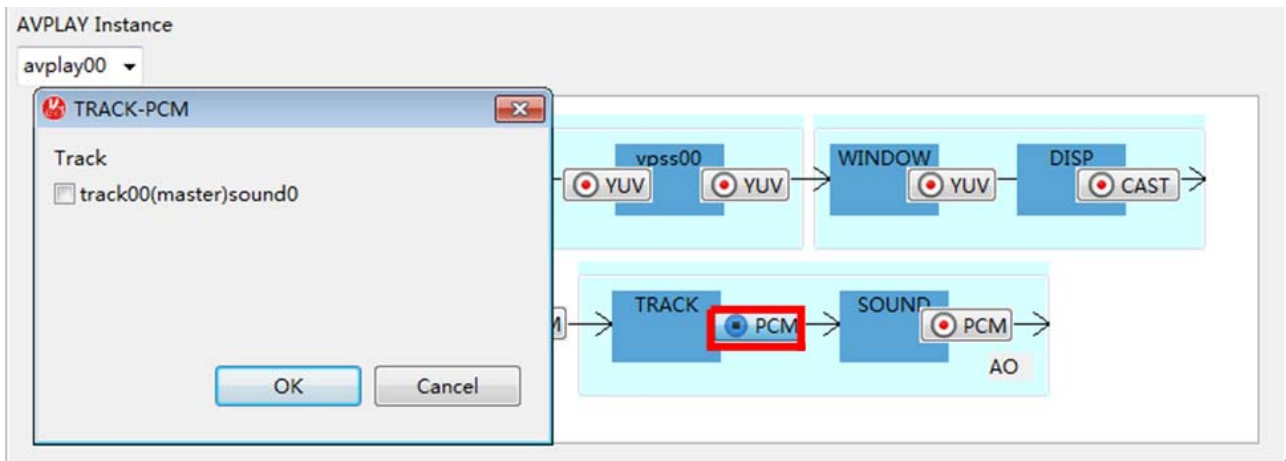 AVPLAY Instance
avplay00
TRACK-PCM
Track
track00(master)sound0
OK
Cancel
vpss00
WINDOW
DISP
YUV
YUV
YUV
CAST
TRACK
SOUND
PCM
PCM
AO